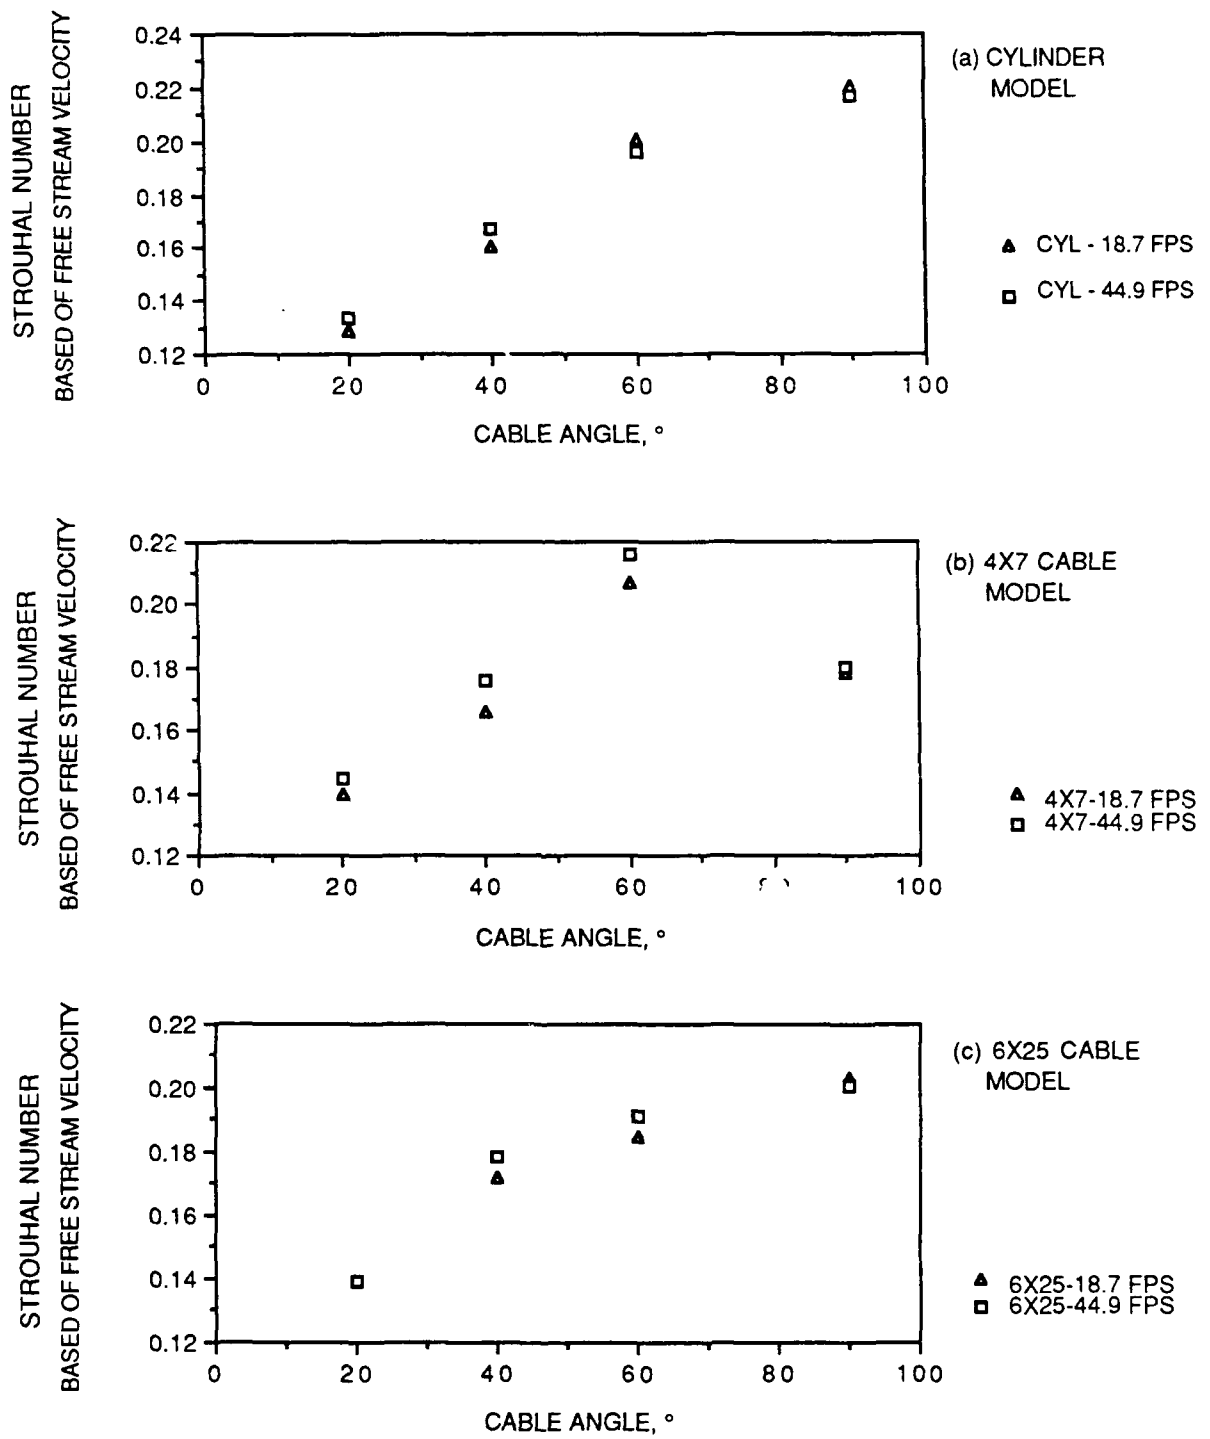 STROUHAL NUMBER
BASED OF FREE STREAM VELOCITY
0.24
0.22
0.20
0.18
0.16
0.14
0.12
0 20 40 60 80 100
CABLE ANGLE, °
(a) CYLINDER
MODEL
CYL - 18.7 FPS
CYL - 44.9 FPS
STROUHAL NUMBER
BASED OF FREE STREAM VELOCITY
0.22
0.20
0.18
0.16
0.14
0.12
0 20 40 60 100
CABLE ANGLE, °
(b) 4X7 CABLE
MODEL
4X7-18.7 FPS
4X7-44.9 FPS
STROUHAL NUMBER
BASED OF FREE STREAM VELOCITY
0.22
0.20
0.18
0.16
0.14
0.12
0 20 40 60 80 100
CABLE ANGLE, °
(c) 6X25 CABLE
MODEL
6X25-18.7 FPS
6X25-44.9 FPS